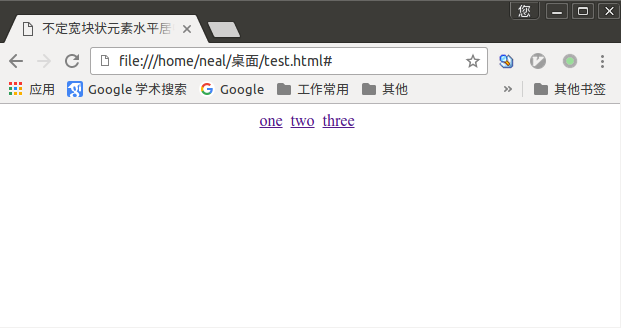 您
不定宽块状元素水平居
file:///home/neal/桌面/test.html#
应用 Google 学术搜索 Google 工作常用 其他 » 其他书签
one two three